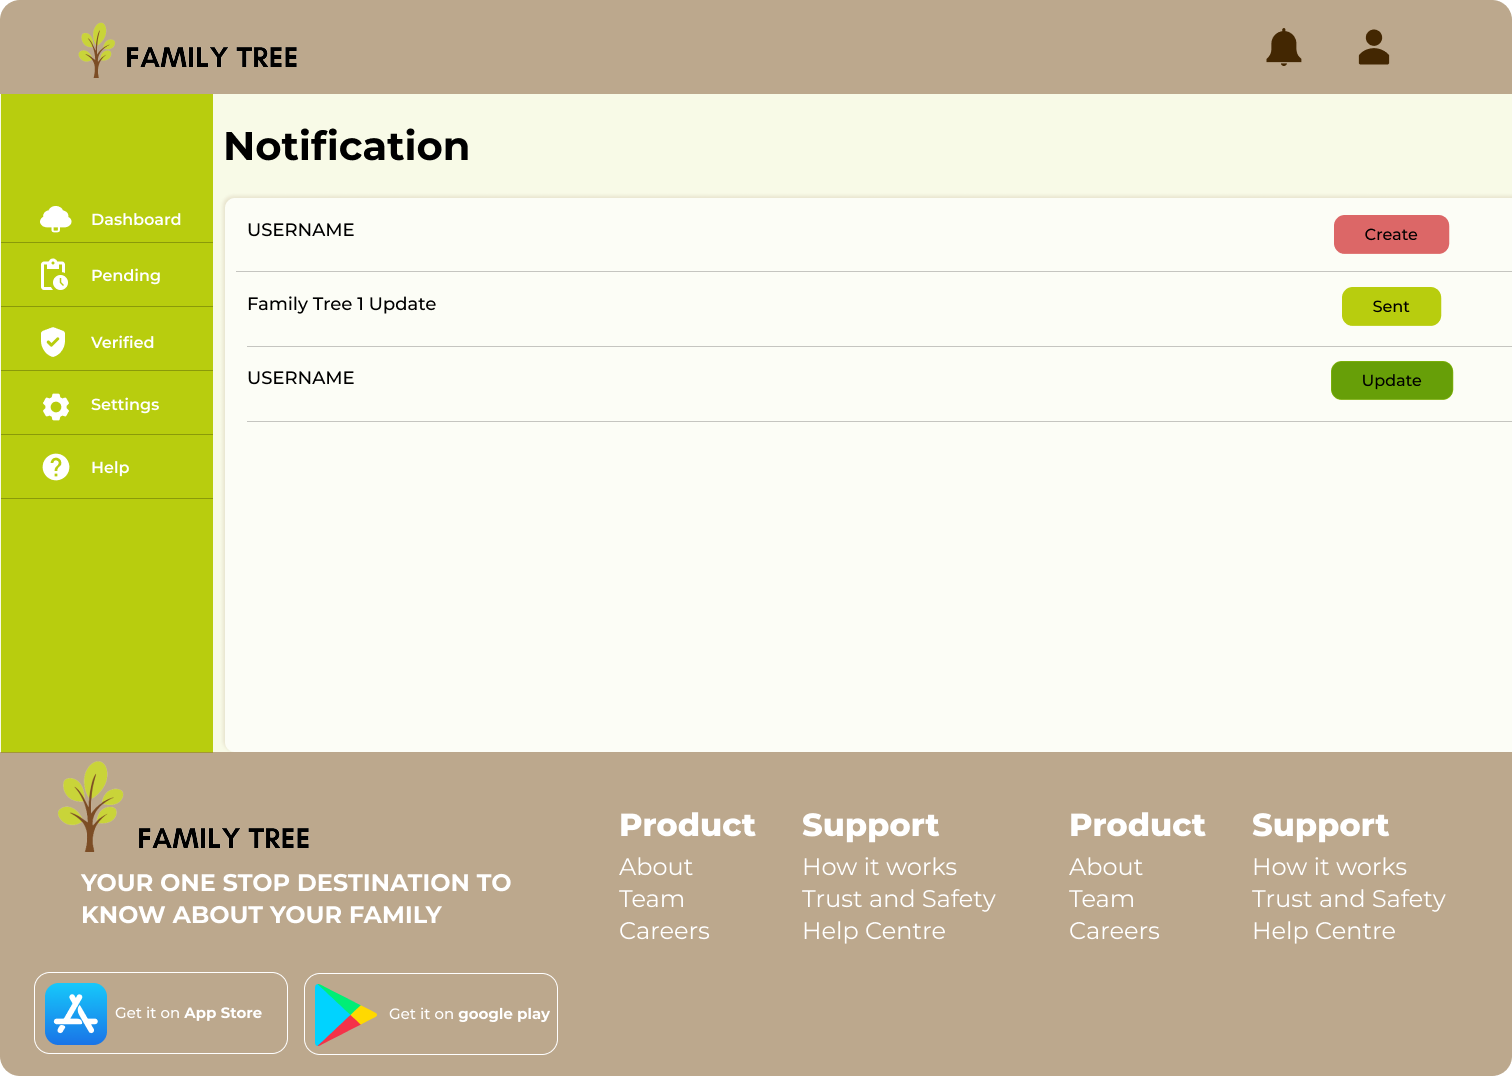 FAMILY TREE
Notification
Dashboard
Pending
Verified
Settings
Help
USERNAME
Create
Family Tree 1 Update
Sent
USERNAME
Update
FAMILY TREE
YOUR ONE STOP DESTINATION TO
KNOW ABOUT YOUR FAMILY
Get it on App Store
Get it on google play
Product
About
Team
Careers
Support
How it works
Trust and Safety
Help Centre
Product
About
Team
Careers
Support
How it works
Trust and Safety
Help Centre